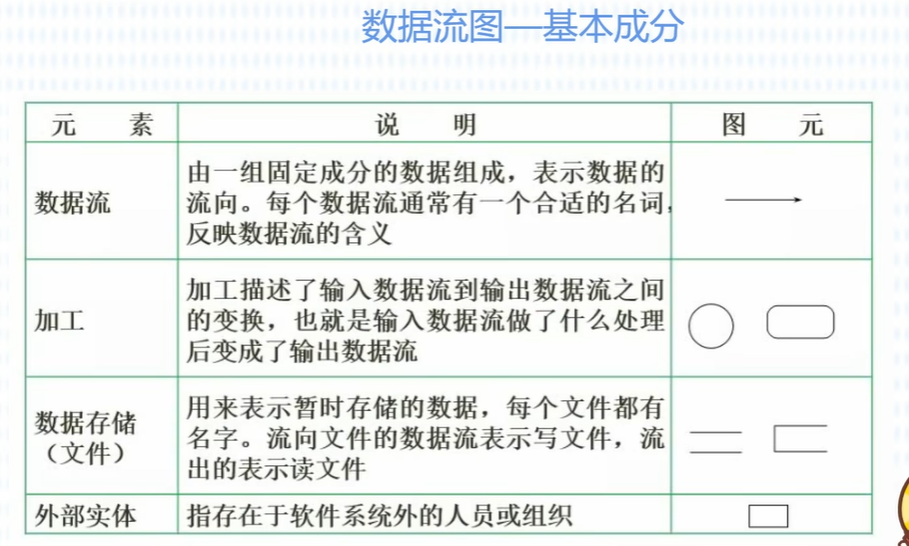 数据流图—基本成分
元 素 说 明 图 元
数据流
由一组固定成分的数据组成，表示数据的
流向。每个数据流通常有一个合适的名词，
反映数据流的含义
加工
加工描述了输入数据流到输出数据流之间
的变换，也就是输入数据流做了什么处理
后变成了输出数据流
数据存储
（文件）
用来表示暂时存储的数据，每个文件都有
名字。流向文件的数据流表示写文件，流
出的表示读文件
外部实体
指存在于软件系统外的人员或组织